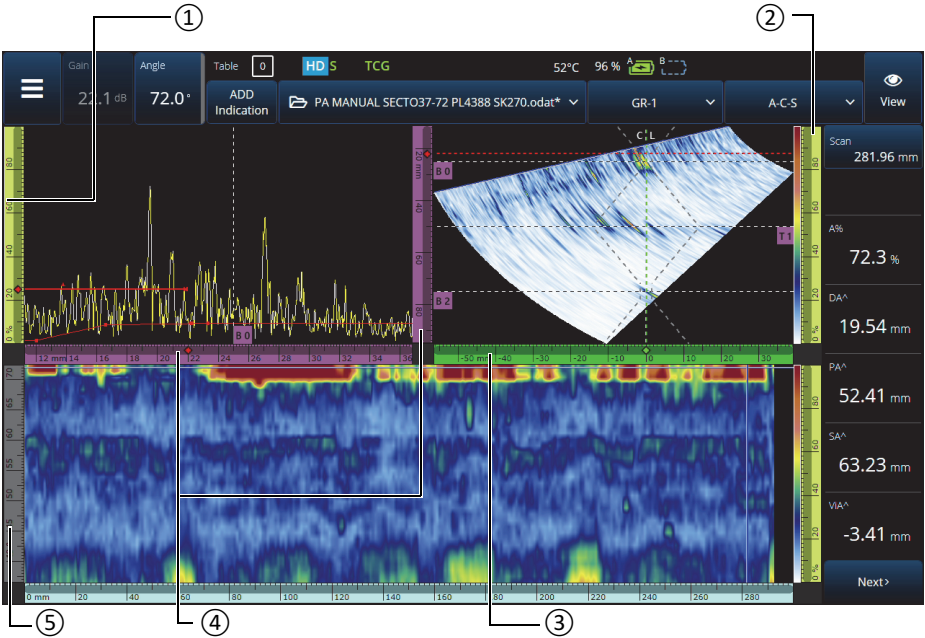 ① ②
Gain Angle Table 0 HD S TCG 52°C 96 % A B
22.1 dB 72.0° ADD Indication PA MANUAL SECTO37-72 PL4388 SK270.odat* GR-1 A-C-S View
Scan
281.96 mm
A%
72.3 %
DA^
19.54 mm
PA^
52.41 mm
SA^
63.23 mm
VIA^
-3.41 mm
Next>
80
60
40
20
0 %
B 0
20 mm
40
60
80
C L
B 0
T 1
B 2
80
60
40
20
0 %
12 mm 14 16 18 20 22 24 26 28 30 32 34 36
-50 mm -40 -30 -20 -10 0 10 20 30
70
65
60
55
50
80
60
40
20
0 %
0 mm 20 40 60 80 100 120 140 160 180 200 220 240 260 280
⑤ ④ ③